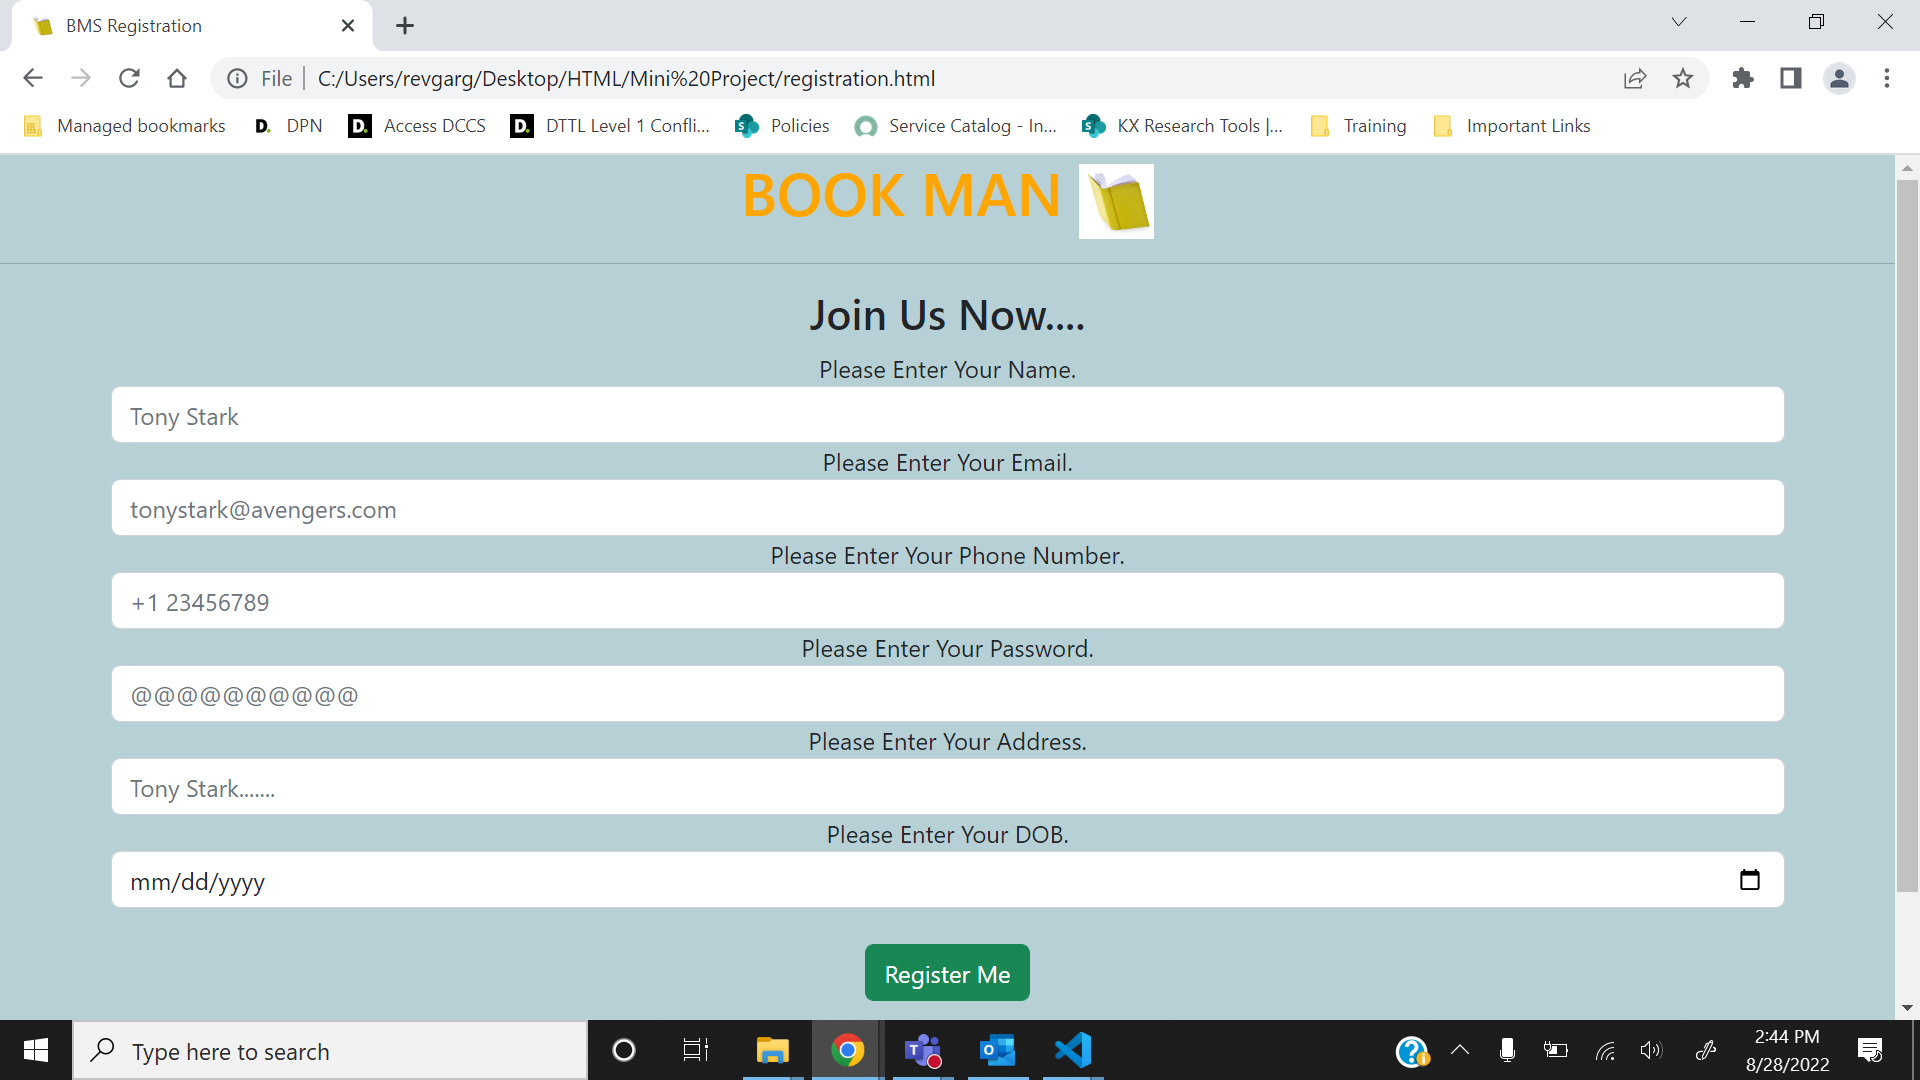 BMS Registration
File
C:/Users/revgarg/Desktop/HTML/Mini%20Project/registration.html
Managed bookmarks
D. DPN
D. Access DCCS
D. DTTL Level 1 Confli...
S Policies
Service Catalog - In...
S KX Research Tools |...
Training
Important Links
BOOK MAN
Join Us Now....
Please Enter Your Name.
Tony Stark
Please Enter Your Email.
tonystark@avengers.com
Please Enter Your Phone Number.
+1 23456789
Please Enter Your Password.
@@@@@@@@@@
Please Enter Your Address.
Tony Stark.......
Please Enter Your DOB.
mm/dd/yyyy
Register Me
Type here to search
2:44 PM
8/28/2022